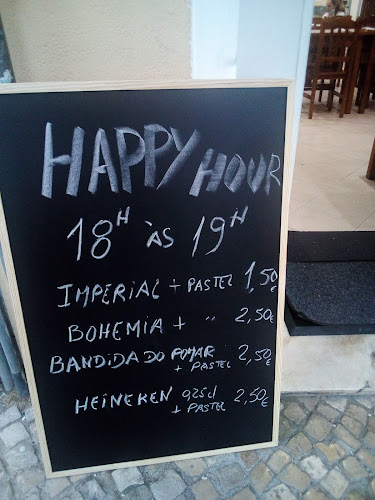 HAPPY HOUR
18H ÀS 19H
IMPERIAL + PASTEL 1,50
BOHEMIA + " 2,50€
BANDIDA DO POMAR 2,50€
+ PASTEL
HEINEKEN 0,25cl 2,50€
+ PASTEL